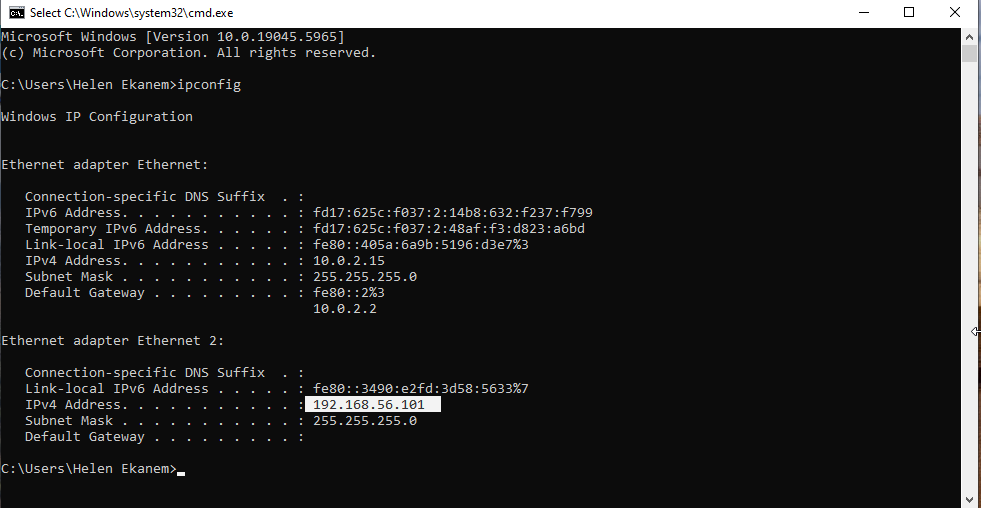 Select C:\Windows\system32\cmd.exe
Microsoft Windows [Version 10.0.19045.5965]
(c) Microsoft Corporation. All rights reserved.
C:\Users\Helen Ekanem>ipconfig
Windows IP Configuration
Ethernet adapter Ethernet:
Connection-specific DNS Suffix  . :
IPv6 Address. . . . . . . . . . . : fd17:625c:f037:2:14b8:632:f237:f799
Temporary IPv6 Address. . . . . . : fd17:625c:f037:2:48af:f3:d823:a6bd
Link-local IPv6 Address . . . . . : fe80::405a:6a9b:5196:d3e7%3
IPv4 Address. . . . . . . . . . . : 10.0.2.15
Subnet Mask . . . . . . . . . . . : 255.255.255.0
Default Gateway . . . . . . . . . : fe80::2%3
10.0.2.2
Ethernet adapter Ethernet 2:
Connection-specific DNS Suffix  . :
Link-local IPv6 Address . . . . . : fe80::3490:e2fd:3d58:5633%7
IPv4 Address. . . . . . . . . . . : 192.168.56.101
Subnet Mask . . . . . . . . . . . : 255.255.255.0
Default Gateway . . . . . . . . . :
C:\Users\Helen Ekanem>